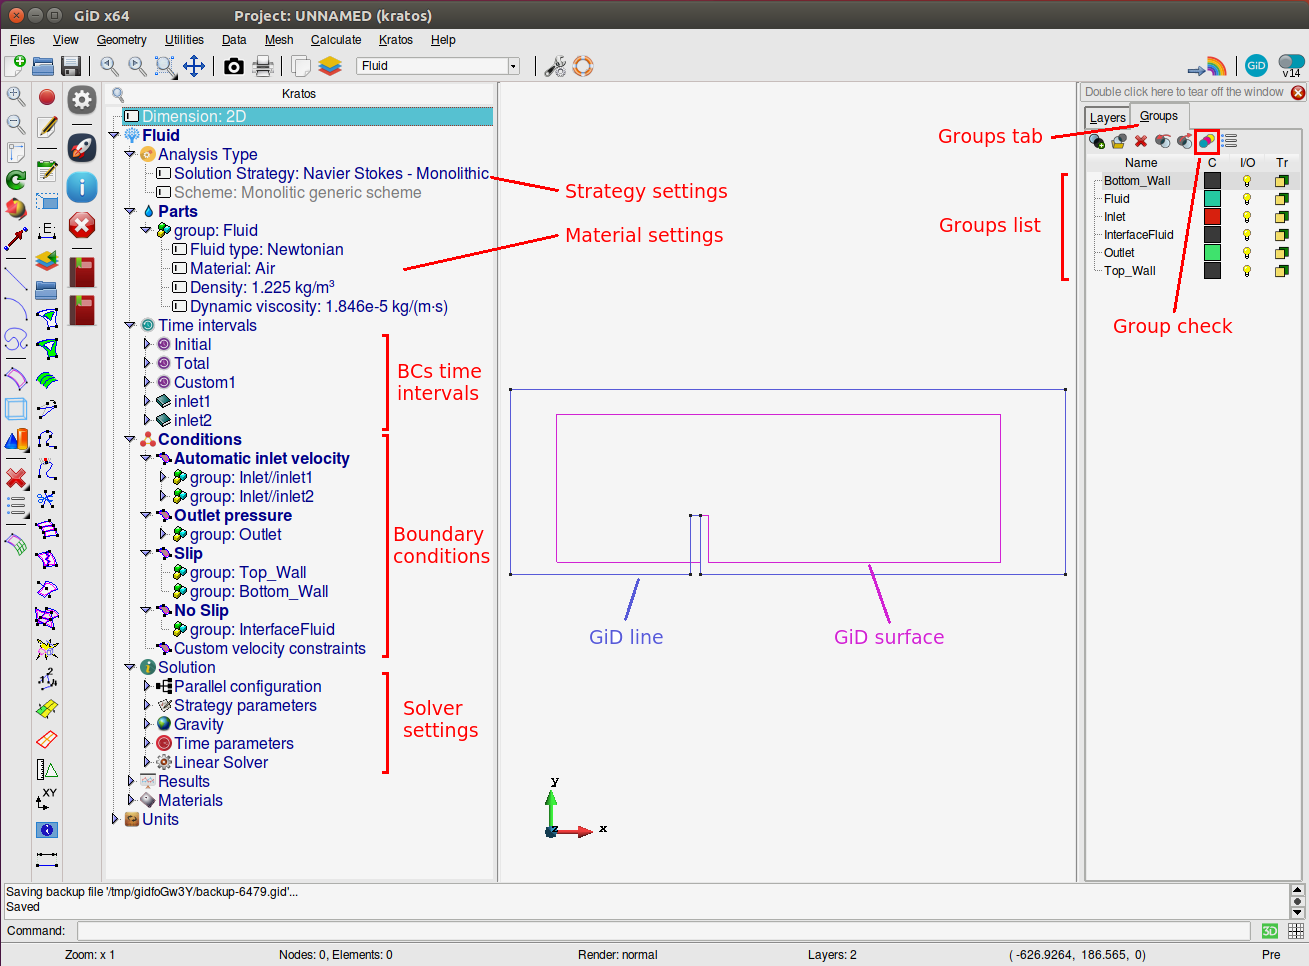 GiD x64
Project: UNNAMED (kratos)
Files View Geometry Utilities Data Mesh Calculate Kratos Help
Fluid
GiD
v14
Kratos
Dimension: 2D
Fluid
Analysis Type
Solution Strategy: Navier Stokes - Monolithic
Scheme: Monolitic generic scheme
Parts
group: Fluid
Fluid type: Newtonian
Material: Air
Density: 1.225 kg/m³
Dynamic viscosity: 1.846e-5 kg/(m·s)
Time intervals
Initial
Total
Custom1
inlet1
inlet2
Conditions
Automatic inlet velocity
group: Inlet//inlet1
group: Inlet//inlet2
Outlet pressure
group: Outlet
Slip
group: Top_Wall
group: Bottom_Wall
No Slip
group: InterfaceFluid
Custom velocity constraints
Solution
Parallel configuration
Strategy parameters
Gravity
Time parameters
Linear Solver
Results
Materials
Units
Strategy settings
Material settings
BCs time
intervals
Boundary
conditions
Solver
settings
GiD line
GiD surface
y
z
x
Double click here to tear off the window
Layers Groups
Name C I/O Tr
Bottom_Wall
Fluid
Inlet
InterfaceFluid
Outlet
Top_Wall
Groups tab
Groups list
Group check
.E.
XY
Saving backup file '/tmp/gidfoGw3Y/backup-6479.gid'...
Saved
Command:
3D
Zoom: x 1
Nodes: 0, Elements: 0
Render: normal
Layers: 2
( -626.9264, 186.565, 0)
Pre